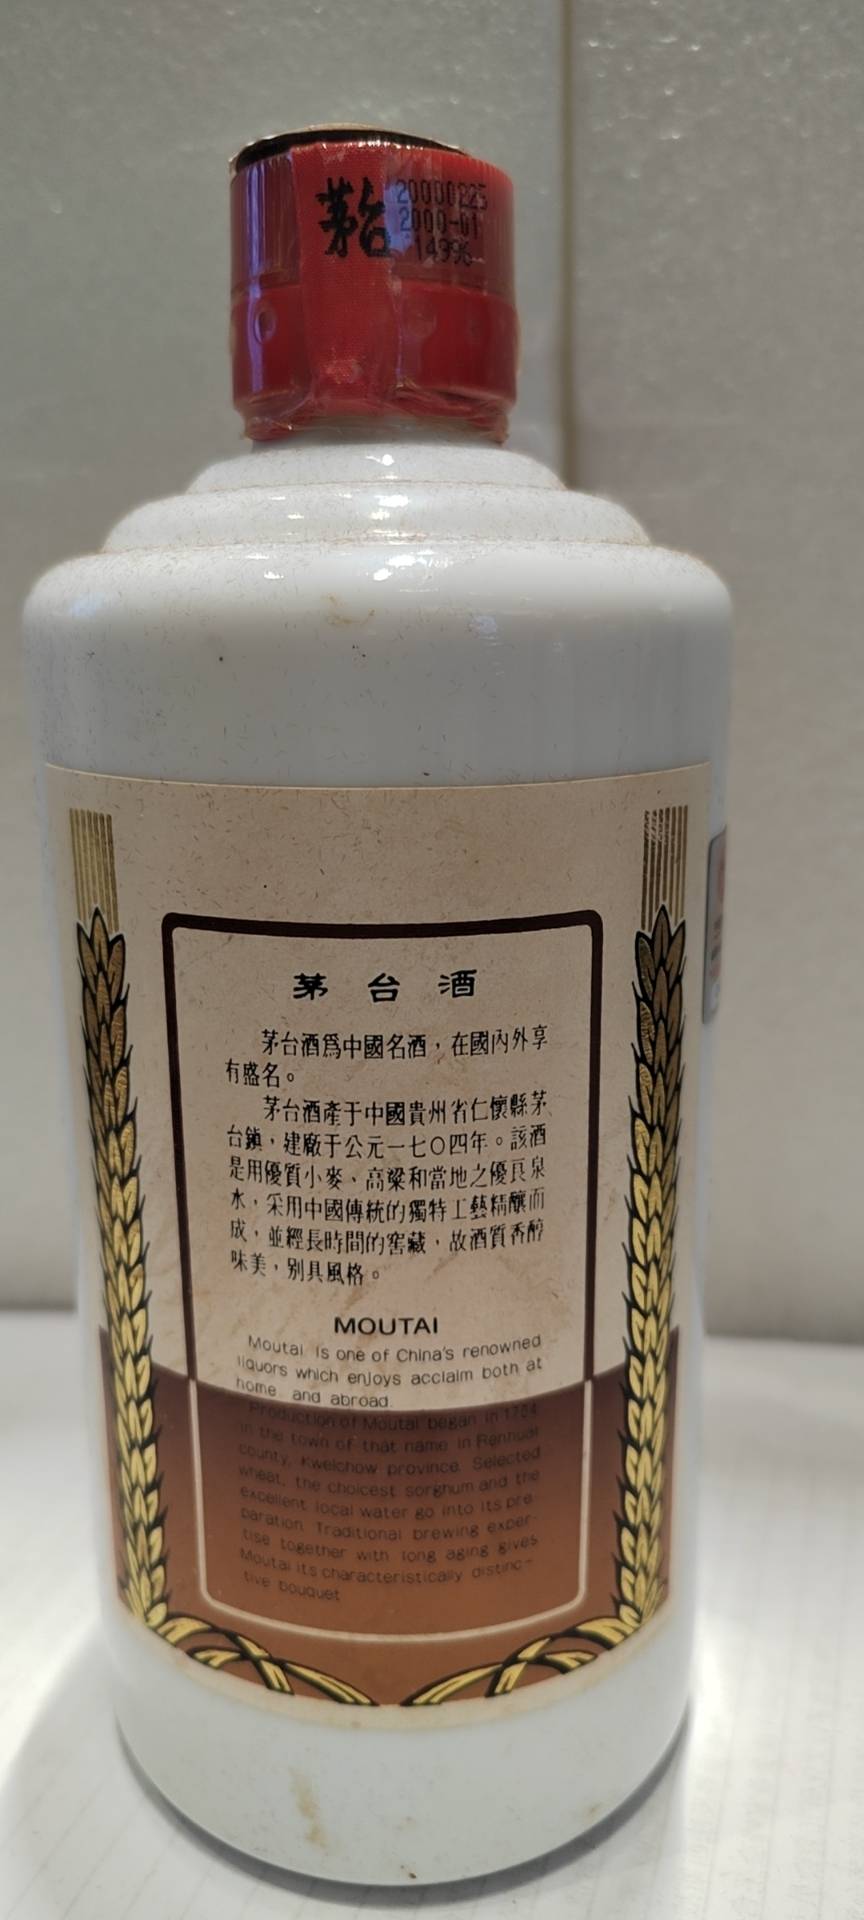 茅台
20000225
2000-01
14996
茅台酒
茅台酒爲中國名酒，在國內外享
有盛名。
茅台酒產于中國貴州省仁懷縣茅
台鎮，建廠于公元一七〇四年。該酒
是用優質小麥、高粱和當地之優良泉
水，采用中國傳統的獨特工藝精釀而
成，並經長時間的窖藏，故酒質香醇
味美，别具風格。
MOUTAI
Moutai is one of China's renowned
liquors which enjoys acclaim both at
home and abroad.
Production of Moutai began in 1704
in the town of that name in Renhuai
county, Kweichow province. Selected
wheat, the choicest sorghum and the
excellent local water go into its pre-
paration. Traditional brewing exper-
tise together with long aging gives
Moutai its characteristically distinc-
tive bouquet